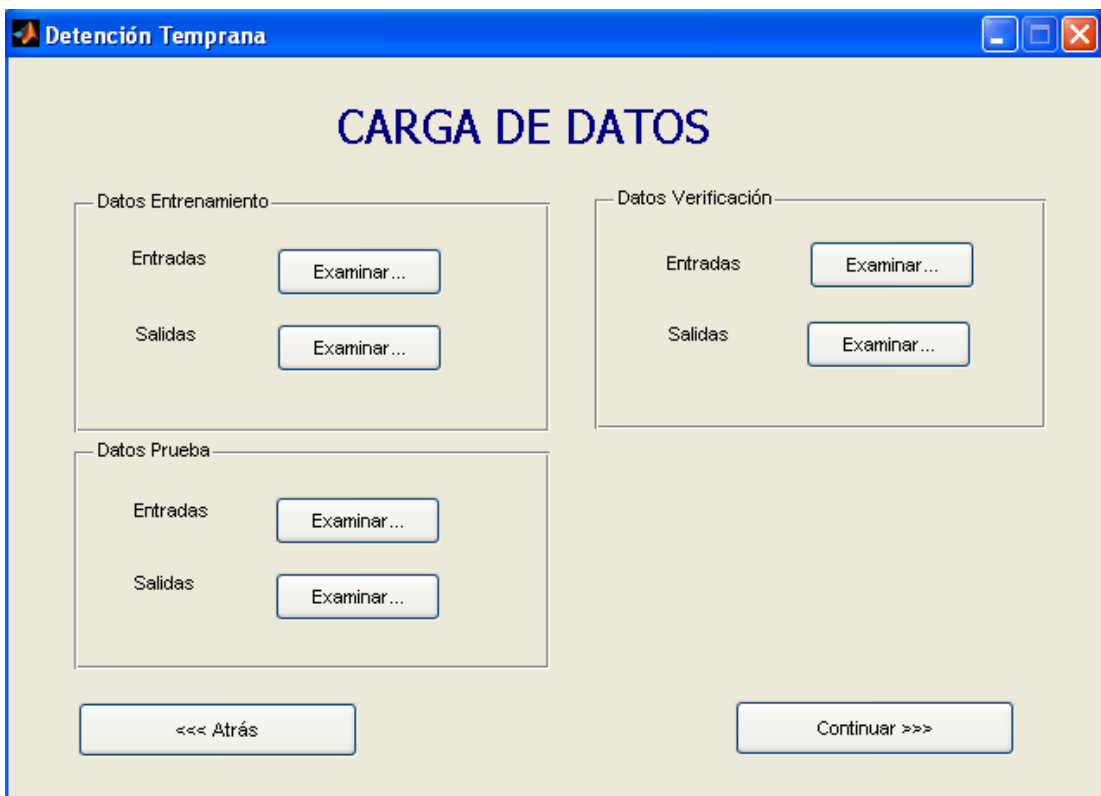 Detención Temprana
CARGA DE DATOS
Datos Entrenamiento
Entradas
Examinar...
Salidas
Examinar...
Datos Verificación
Entradas
Examinar...
Salidas
Examinar...
Datos Prueba
Entradas
Examinar...
Salidas
Examinar...
<<< Atrás
Continuar >>>